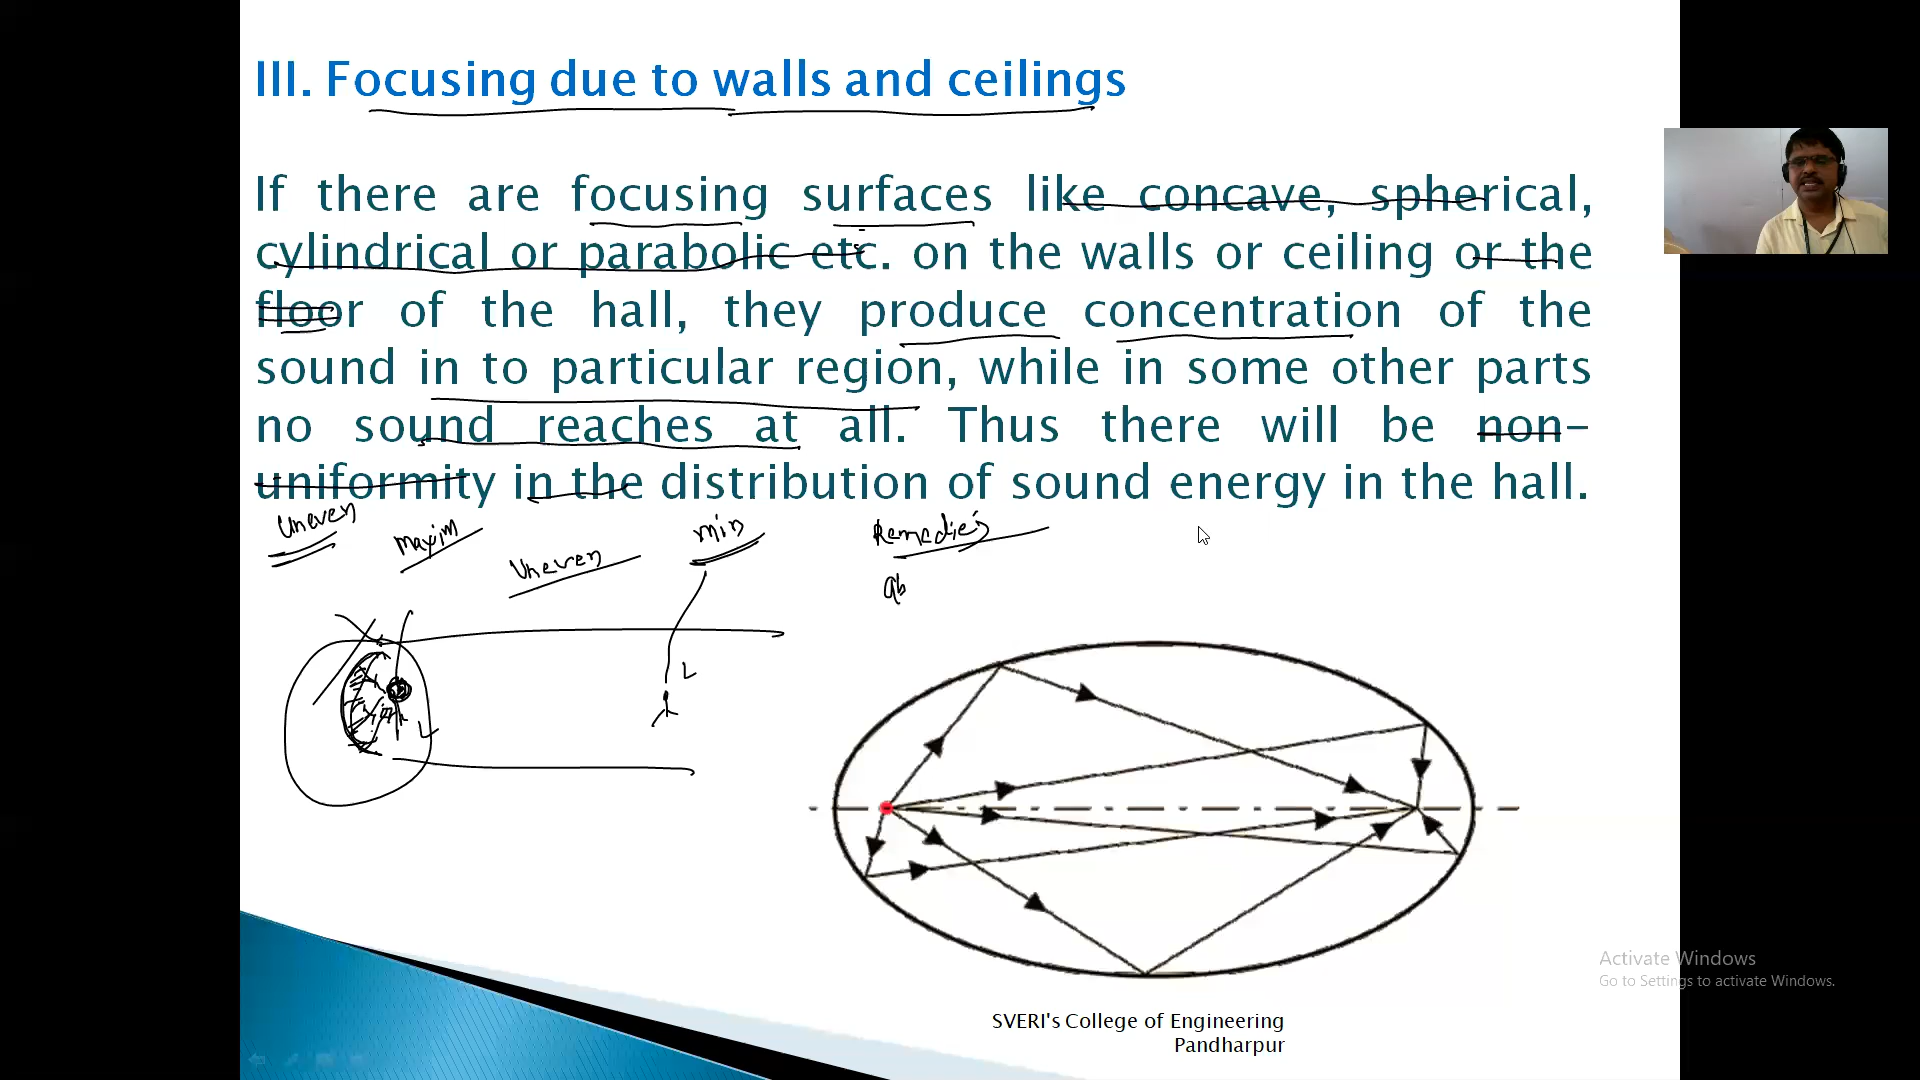 III. Focusing due to walls and ceilings
If there are focusing surfaces like concave, spherical,
cylindrical or parabolic etc. on the walls or ceiling or the
floor of the hall, they produce concentration of the
sound in to particular region, while in some other parts
no sound reaches at all. Thus there will be non-
uniformity in the distribution of sound energy in the hall.
Uneven
Maxim
Uneven
Min
Remedies
ab
L
L
Activate Windows
Go to Settings to activate Windows.
SVERI's College of Engineering
Pandharpur